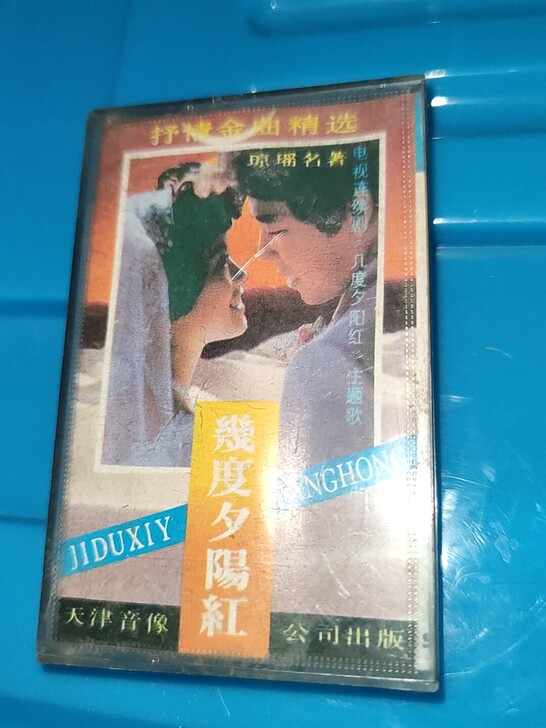 抒情金曲精选
琼瑶名著
电视连续剧:几度夕阳红 主题歌
幾度夕陽紅
JIDUXIY
NGHONG
天津音像
公司出版